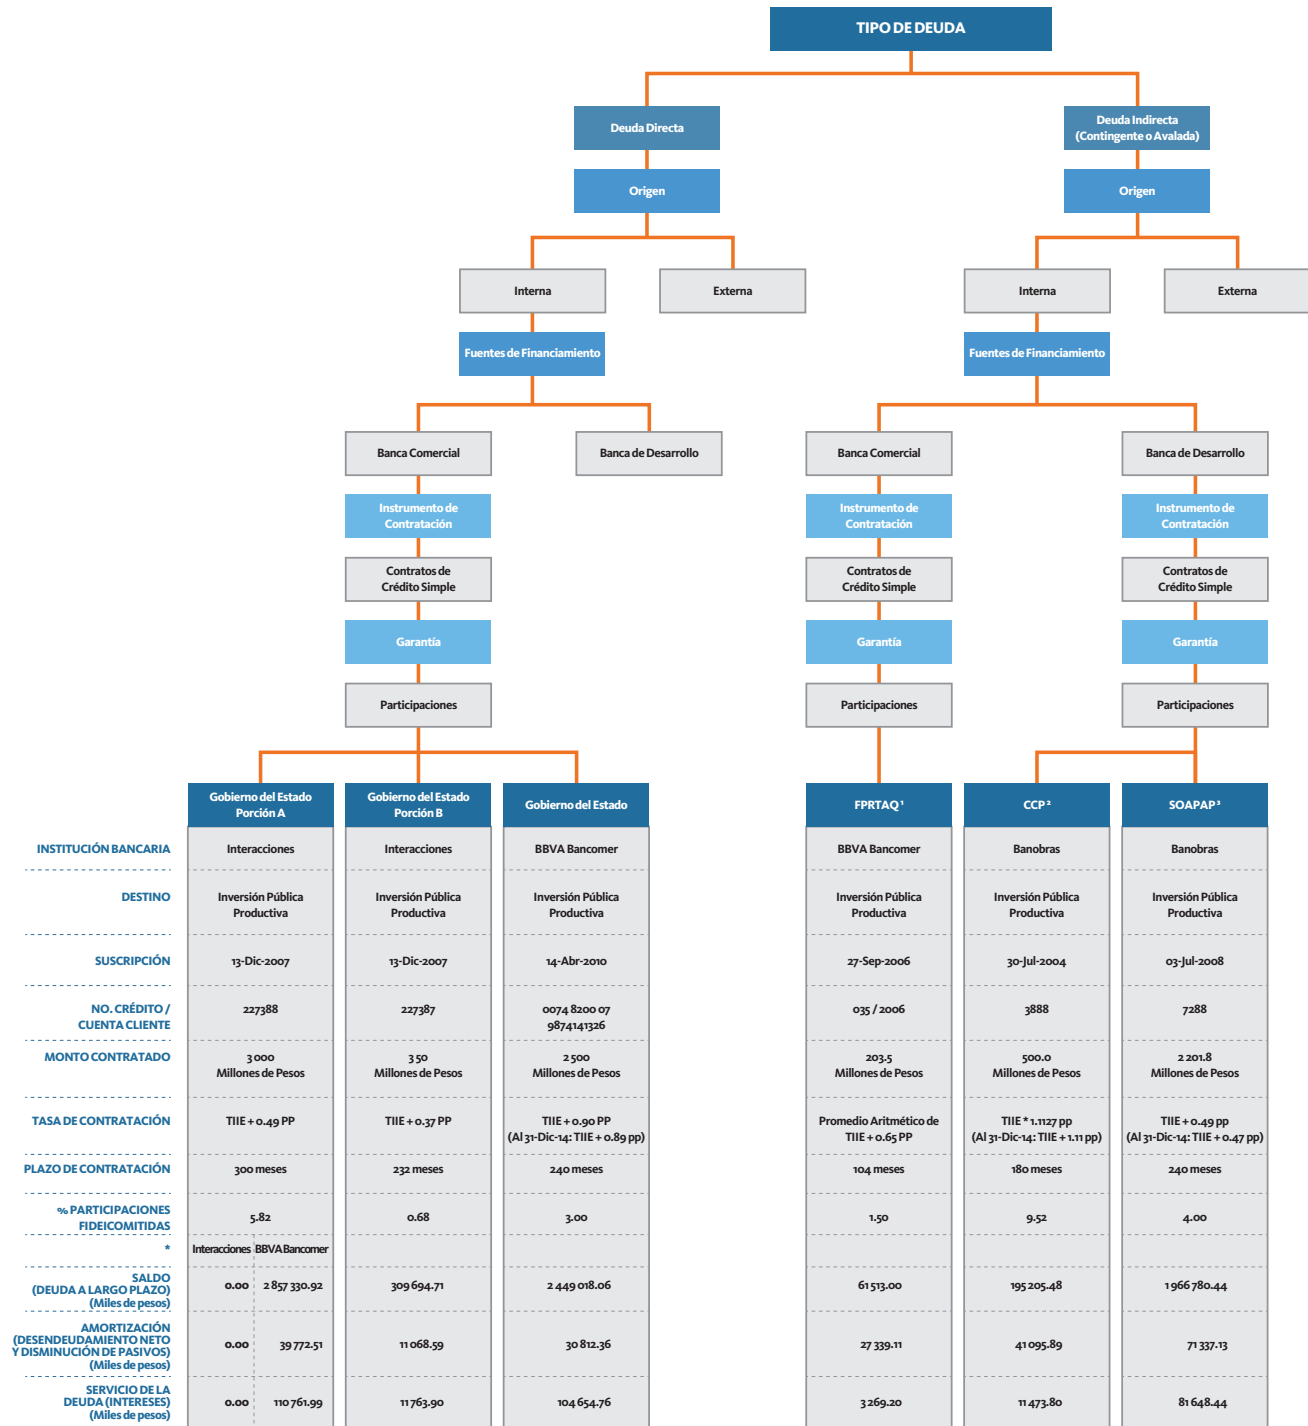 TIPO DE DEUDA
Deuda Directa
Deuda Indirecta
(Contingente o Avalada)
Origen
Origen
Interna
Externa
Interna
Externa
Fuentes de Financiamiento
Fuentes de Financiamiento
Banca Comercial
Banca de Desarrollo
Banca Comercial
Banca de Desarrollo
Instrumento de
Contratación
Instrumento de
Contratación
Instrumento de
Contratación
Contratos de
Crédito Simple
Contratos de
Crédito Simple
Contratos de
Crédito Simple
Garantía
Garantía
Garantía
Participaciones
Participaciones
Participaciones
Gobierno del Estado
Porción A
Gobierno del Estado
Porción B
Gobierno del Estado
FPRTAQ ¹
CCP ²
SOAPAP ³
INSTITUCIÓN BANCARIA
Interacciones
Interacciones
BBVA Bancomer
BBVA Bancomer
Banobras
Banobras
DESTINO
Inversión Pública
Productiva
Inversión Pública
Productiva
Inversión Pública
Productiva
Inversión Pública
Productiva
Inversión Pública
Productiva
Inversión Pública
Productiva
SUSCRIPCIÓN
13-Dic-2007
13-Dic-2007
14-Abr-2010
27-Sep-2006
30-Jul-2004
03-Jul-2008
NO. CRÉDITO /
CUENTA CLIENTE
227388
227387
0074 8200 07
9874141326
035 / 2006
3888
7288
MONTO CONTRATADO
3 000
Millones de Pesos
3 50
Millones de Pesos
2 500
Millones de Pesos
203.5
Millones de Pesos
500.0
Millones de Pesos
2 201.8
Millones de Pesos
TASA DE CONTRATACIÓN
TIIE + 0.49 PP
TIIE + 0.37 PP
TIIE + 0.90 PP
(Al 31-Dic-14: TIIE + 0.89 pp)
Promedio Aritmético de
TIIE + 0.65 PP
TIIE * 1.1127 pp
(Al 31-Dic-14: TIIE + 1.11 pp)
TIIE + 0.49 pp
(Al 31-Dic-14: TIIE + 0.47 pp)
PLAZO DE CONTRATACIÓN
300 meses
232 meses
240 meses
104 meses
180 meses
240 meses
% PARTICIPACIONES
FIDEICOMITIDAS
5.82
0.68
3.00
1.50
9.52
4.00
*
Interacciones
BBVA Bancomer
SALDO
(DEUDA A LARGO PLAZO)
(Miles de pesos)
0.00
2 857 330.92
309 694.71
2 449 018.06
61 513.00
195 205.48
1 966 780.44
AMORTIZACIÓN
(DESENDEUDAMIENTO NETO
Y DISMINUCIÓN DE PASIVOS)
(Miles de pesos)
0.00
39 772.51
11 068.59
30 812.36
27 339.11
41 095.89
71 337.13
SERVICIO DE LA
DEUDA (INTERESES)
(Miles de pesos)
0.00
110 761.99
11 763.90
104 654.76
3 269.20
11 473.80
81 648.44